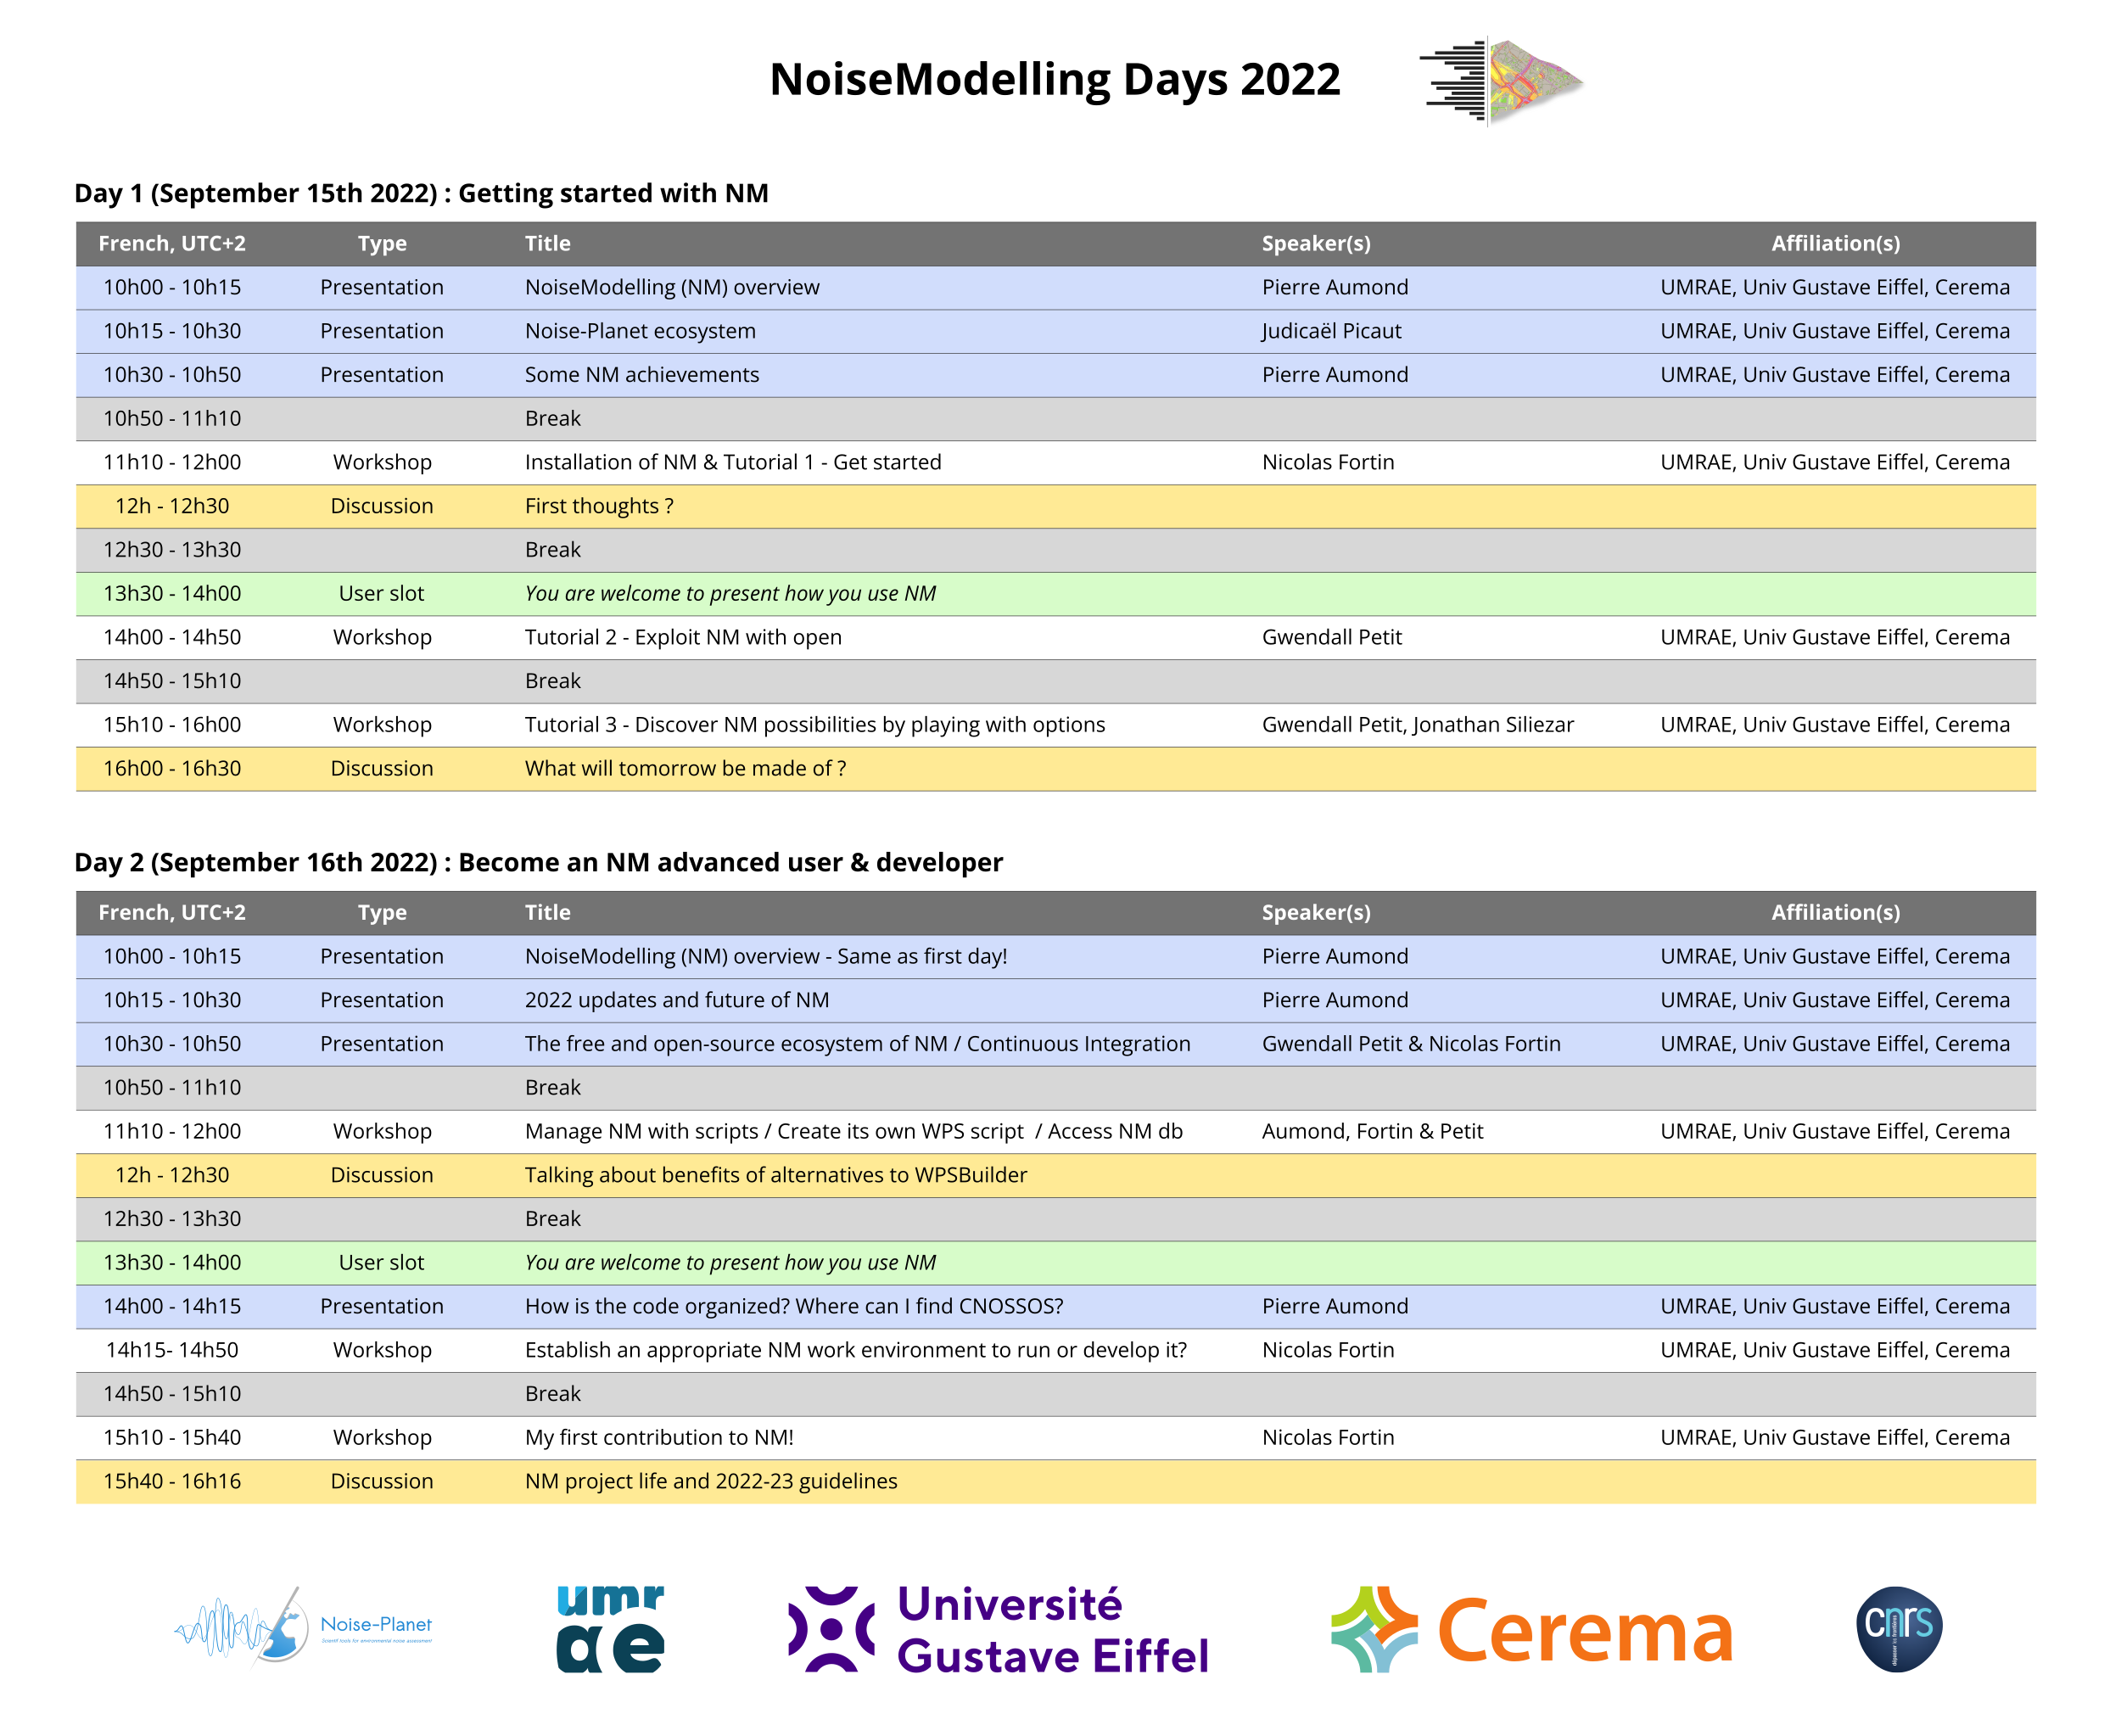 NoiseModelling Days 2022
Day 1 (September 15th 2022) : Getting started with NM
French, UTC+2 Type Title Speaker(s) Affiliation(s)
10h00 - 10h15 Presentation NoiseModelling (NM) overview Pierre Aumond UMRAE, Univ Gustave Eiffel, Cerema
10h15 - 10h30 Presentation Noise-Planet ecosystem Judicaël Picaut UMRAE, Univ Gustave Eiffel, Cerema
10h30 - 10h50 Presentation Some NM achievements Pierre Aumond UMRAE, Univ Gustave Eiffel, Cerema
10h50 - 11h10 Break
11h10 - 12h00 Workshop Installation of NM & Tutorial 1 - Get started Nicolas Fortin UMRAE, Univ Gustave Eiffel, Cerema
12h - 12h30 Discussion First thoughts ?
12h30 - 13h30 Break
13h30 - 14h00 User slot You are welcome to present how you use NM
14h00 - 14h50 Workshop Tutorial 2 - Exploit NM with open Gwendall Petit UMRAE, Univ Gustave Eiffel, Cerema
14h50 - 15h10 Break
15h10 - 16h00 Workshop Tutorial 3 - Discover NM possibilities by playing with options Gwendall Petit, Jonathan Siliezar UMRAE, Univ Gustave Eiffel, Cerema
16h00 - 16h30 Discussion What will tomorrow be made of ?
Day 2 (September 16th 2022) : Become an NM advanced user & developer
French, UTC+2 Type Title Speaker(s) Affiliation(s)
10h00 - 10h15 Presentation NoiseModelling (NM) overview - Same as first day! Pierre Aumond UMRAE, Univ Gustave Eiffel, Cerema
10h15 - 10h30 Presentation 2022 updates and future of NM Pierre Aumond UMRAE, Univ Gustave Eiffel, Cerema
10h30 - 10h50 Presentation The free and open-source ecosystem of NM / Continuous Integration Gwendall Petit & Nicolas Fortin UMRAE, Univ Gustave Eiffel, Cerema
10h50 - 11h10 Break
11h10 - 12h00 Workshop Manage NM with scripts / Create its own WPS script / Access NM db Aumond, Fortin & Petit UMRAE, Univ Gustave Eiffel, Cerema
12h - 12h30 Discussion Talking about benefits of alternatives to WPSBuilder
12h30 - 13h30 Break
13h30 - 14h00 User slot You are welcome to present how you use NM
14h00 - 14h15 Presentation How is the code organized? Where can I find CNOSSOS? Pierre Aumond UMRAE, Univ Gustave Eiffel, Cerema
14h15- 14h50 Workshop Establish an appropriate NM work environment to run or develop it? Nicolas Fortin UMRAE, Univ Gustave Eiffel, Cerema
14h50 - 15h10 Break
15h10 - 15h40 Workshop My first contribution to NM! Nicolas Fortin UMRAE, Univ Gustave Eiffel, Cerema
15h40 - 16h16 Discussion NM project life and 2022-23 guidelines
Noise-Planet
tools for environmental noise assessment
umr
ae
Université
Gustave Eiffel
Cerema
cnrs